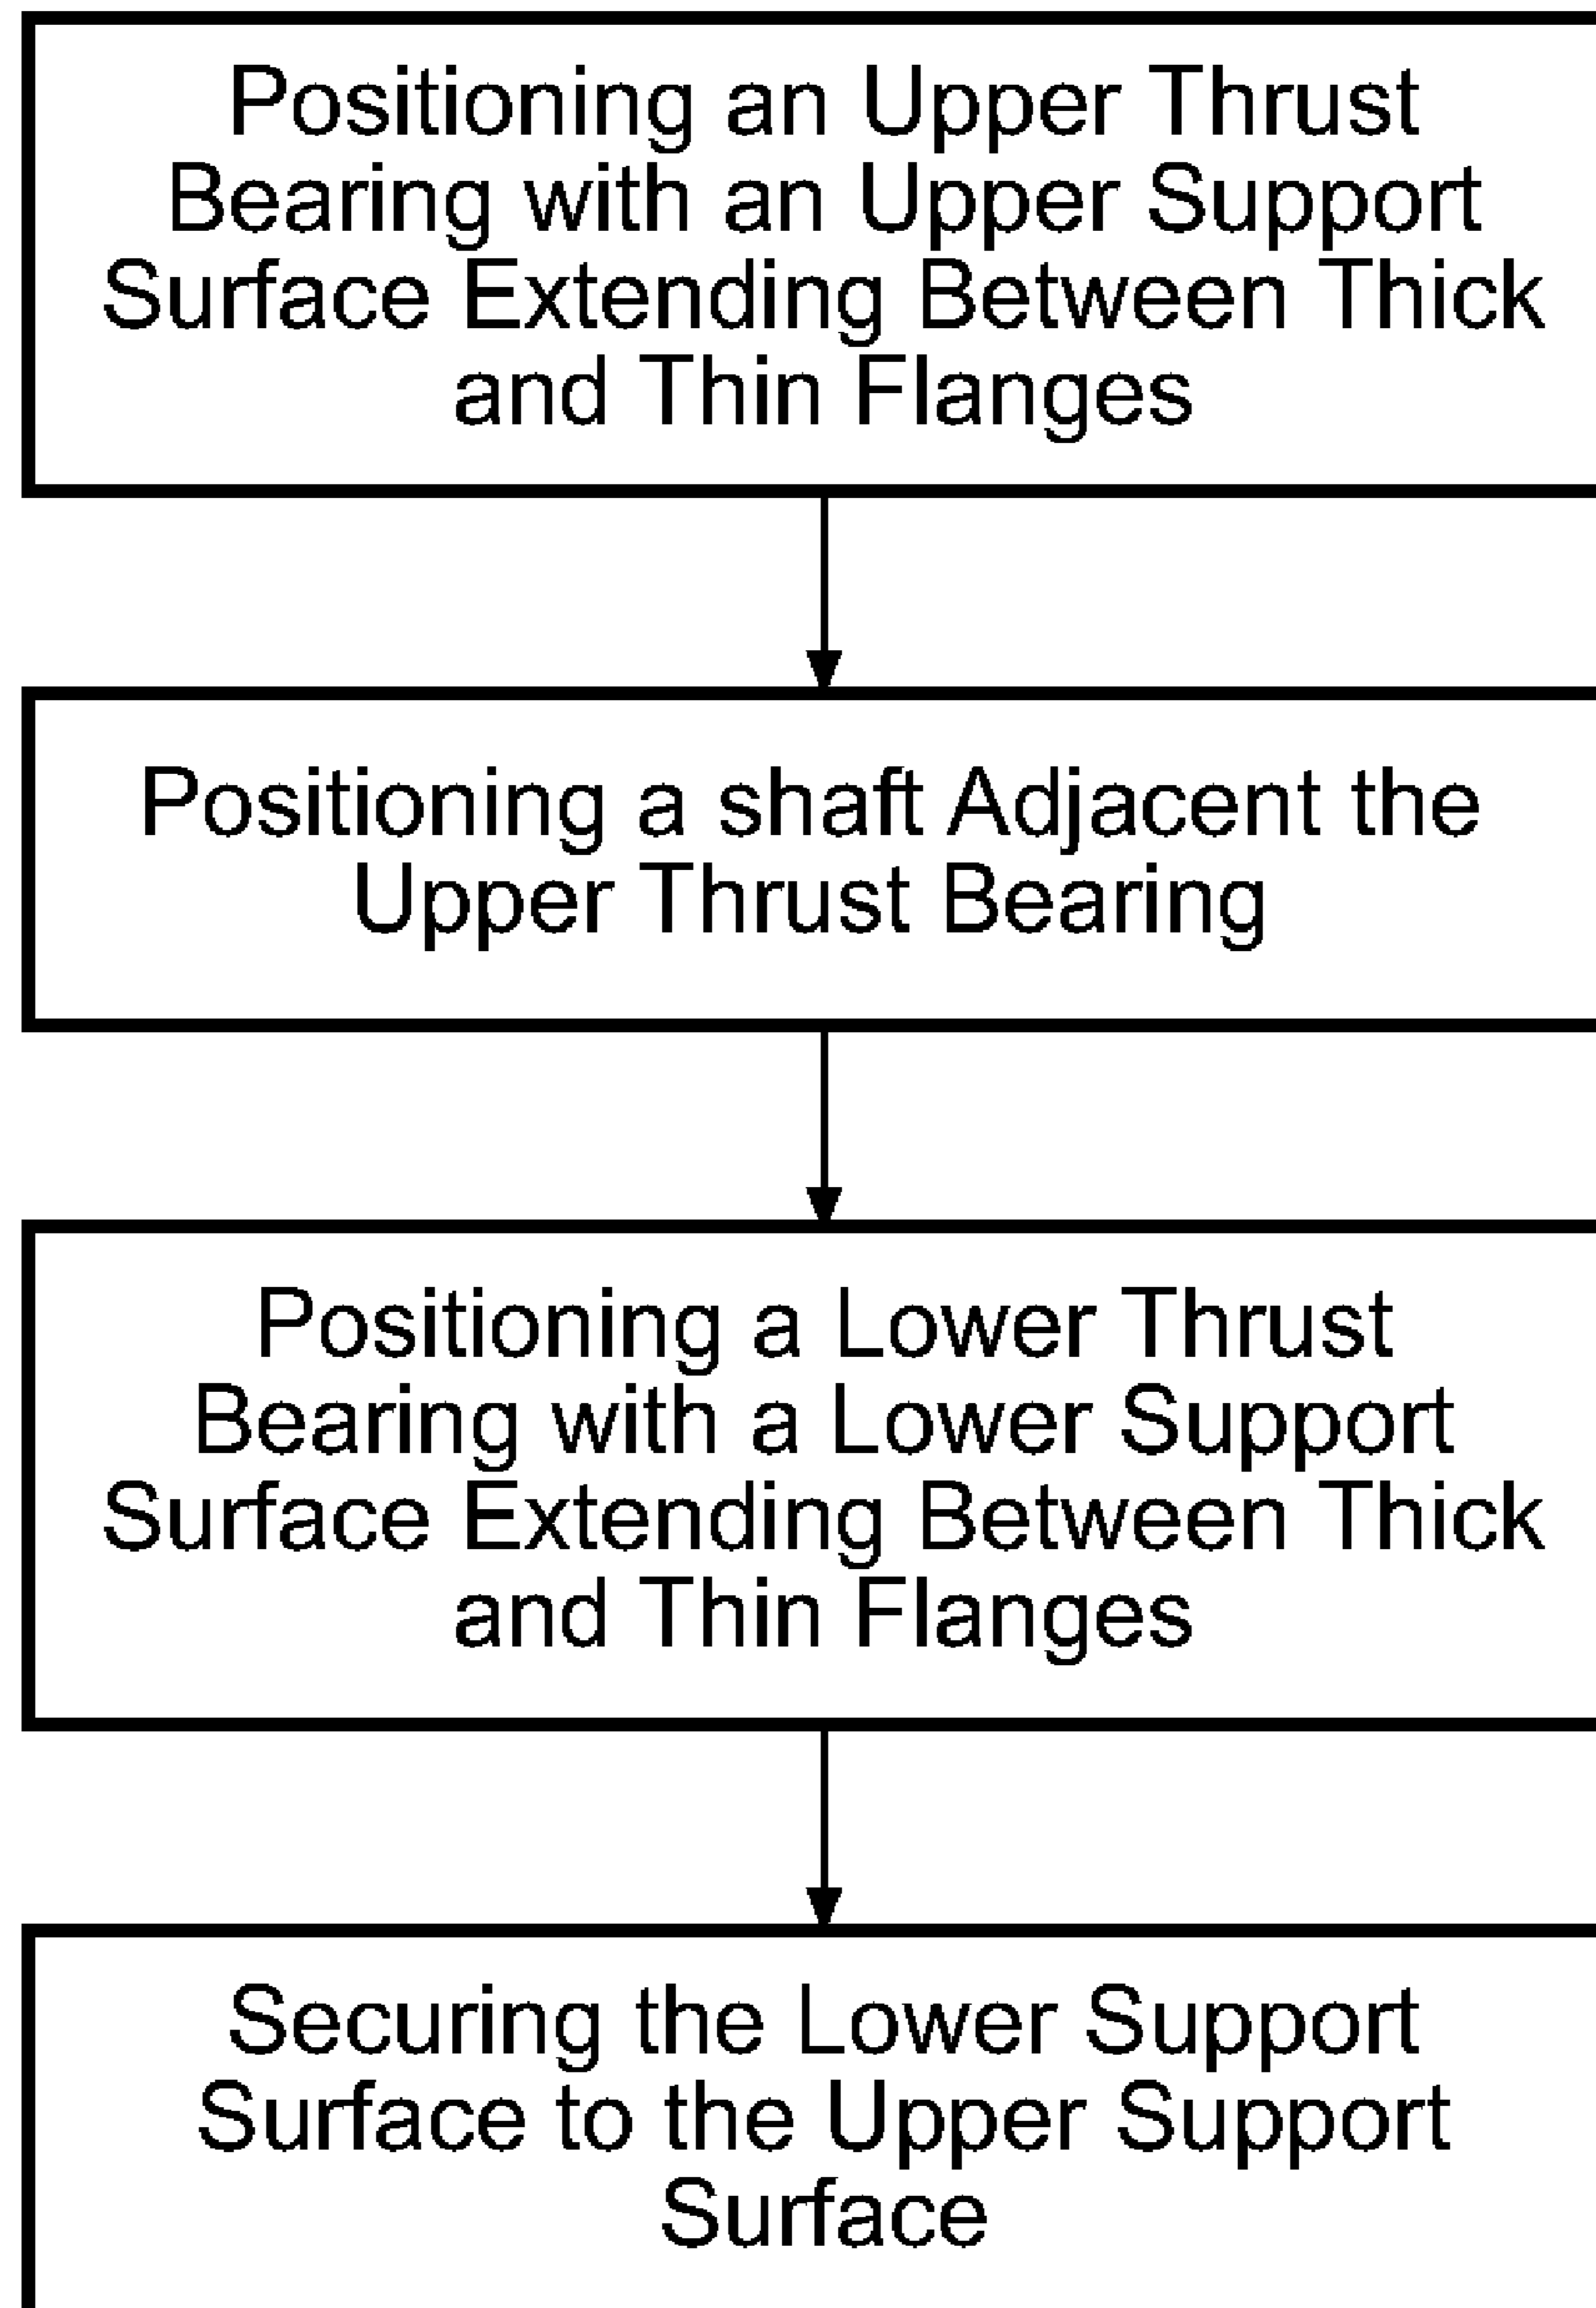 Positioning an Upper Thrust
Bearing with an Upper Support
Surface Extending Between Thick
and Thin Flanges
Positioning a shaft Adjacent the
Upper Thrust Bearing
Positioning a Lower Thrust
Bearing with a Lower Support
Surface Extending Between Thick
and Thin Flanges
Securing the Lower Support
Surface to the Upper Support
Surface